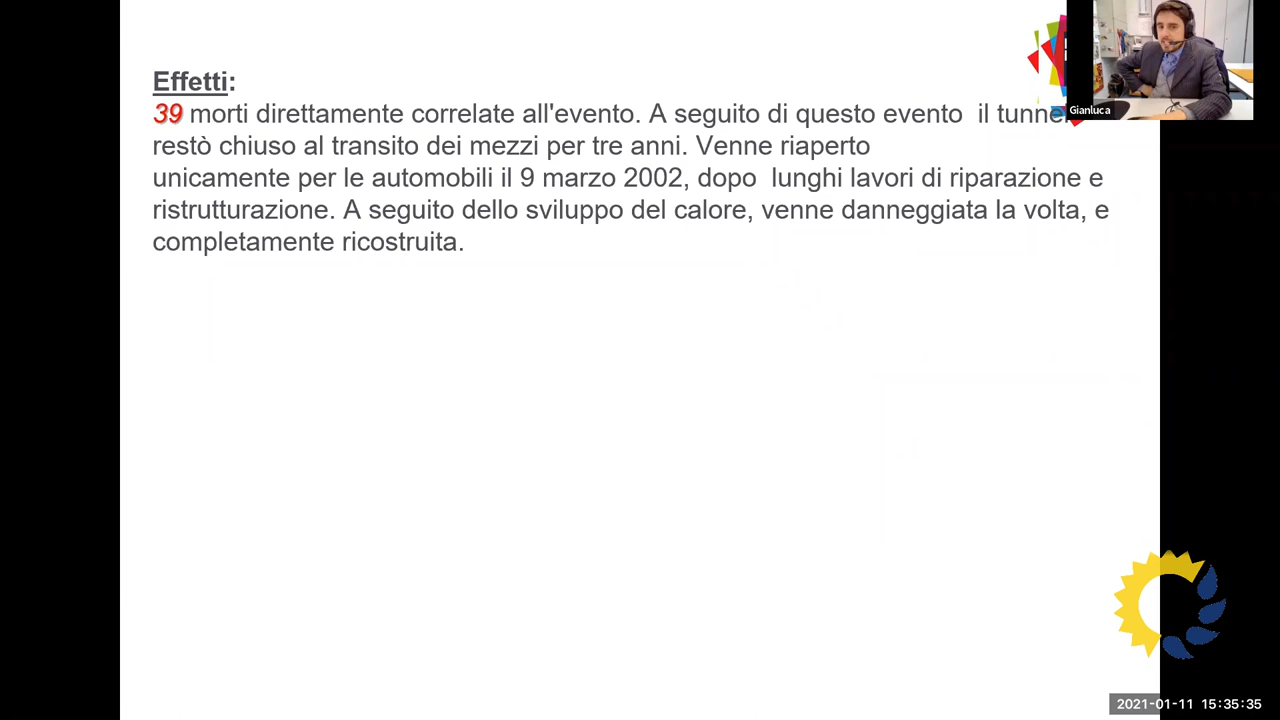 Effetti:
39 morti direttamente correlate all'evento. A seguito di questo evento il tunnel
restò chiuso al transito dei mezzi per tre anni. Venne riaperto
unicamente per le automobili il 9 marzo 2002, dopo lunghi lavori di riparazione e
ristrutturazione. A seguito dello sviluppo del calore, venne danneggiata la volta, e
completamente ricostruita.
Gianluca
2021-01-11 15:35:35